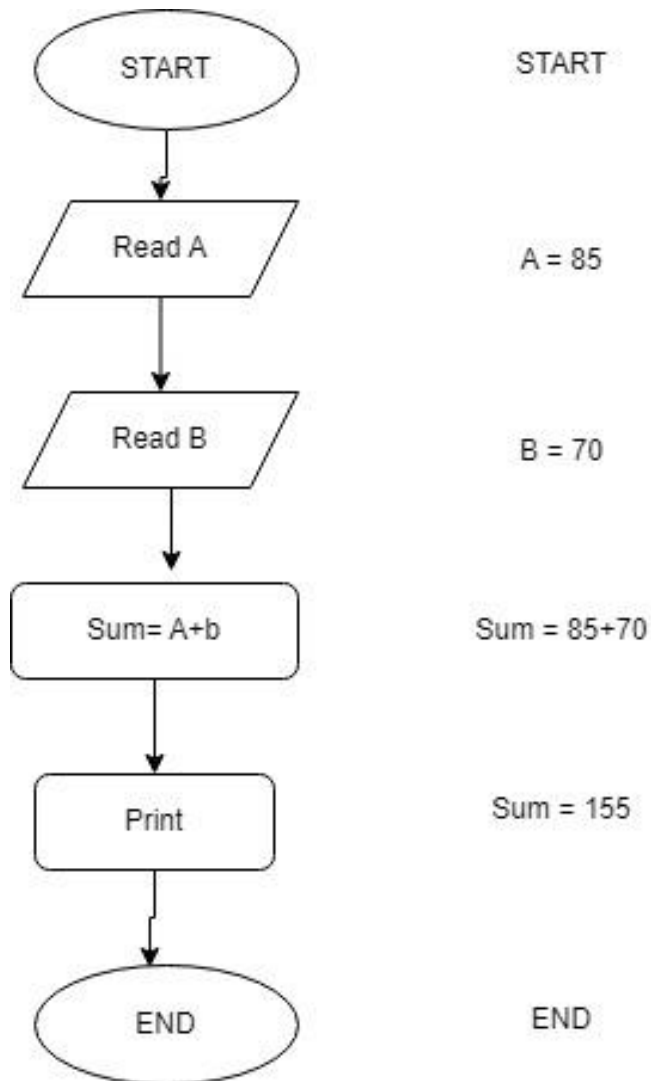 START
START
Read A
A = 85
Read B
B = 70
Sum= A+b
Sum = 85+70
Print
Sum = 155
END
END